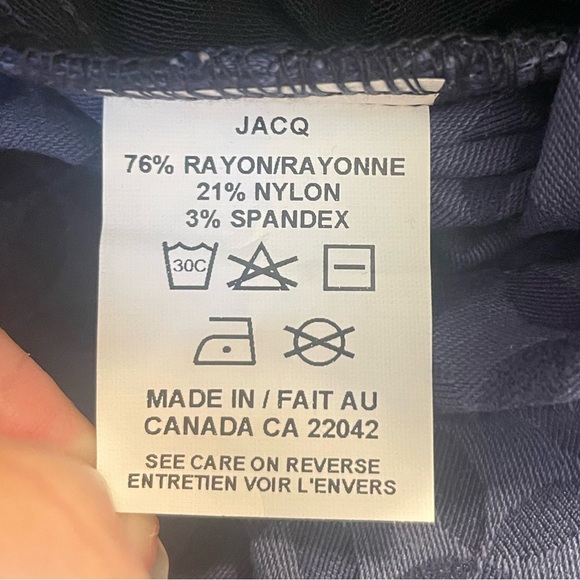 JACQ
76% RAYON/RAYONNE
21% NYLON
3% SPANDEX
30C
MADE IN / FAIT AU
CANADA CA 22042
SEE CARE ON REVERSE
ENTRETIEN VOIR L'ENVERS